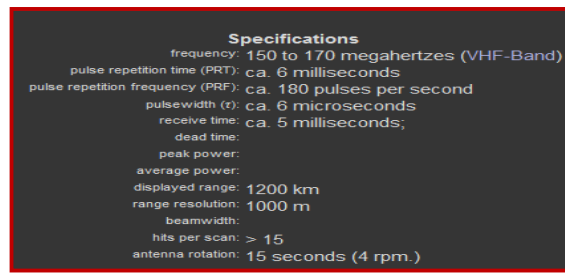 Specifications
frequency: 150 to 170 megahertzes (VHF-Band)
pulse repetition time (PRT): ca. 6 milliseconds
pulse repetition frequency (PRF): ca. 180 pulses per second
pulsewidth (τ): ca. 6 microseconds
receive time: ca. 5 milliseconds;
dead time:
peak power:
average power:
displayed range: 1200 km
range resolution: 1000 m
beamwidth:
hits per scan: > 15
antenna rotation: 15 seconds (4 rpm.)